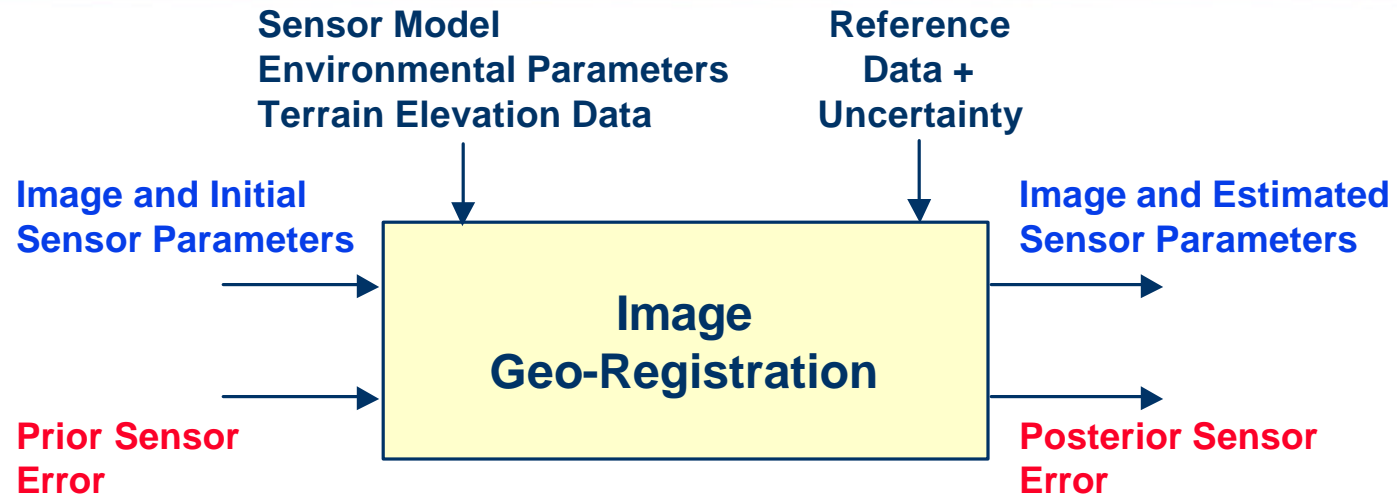 Sensor Model
Environmental Parameters
Terrain Elevation Data
Reference
Data +
Uncertainty
Image and Initial
Sensor Parameters
Image and Estimated
Sensor Parameters
Image
Geo-Registration
Prior Sensor
Error
Posterior Sensor
Error